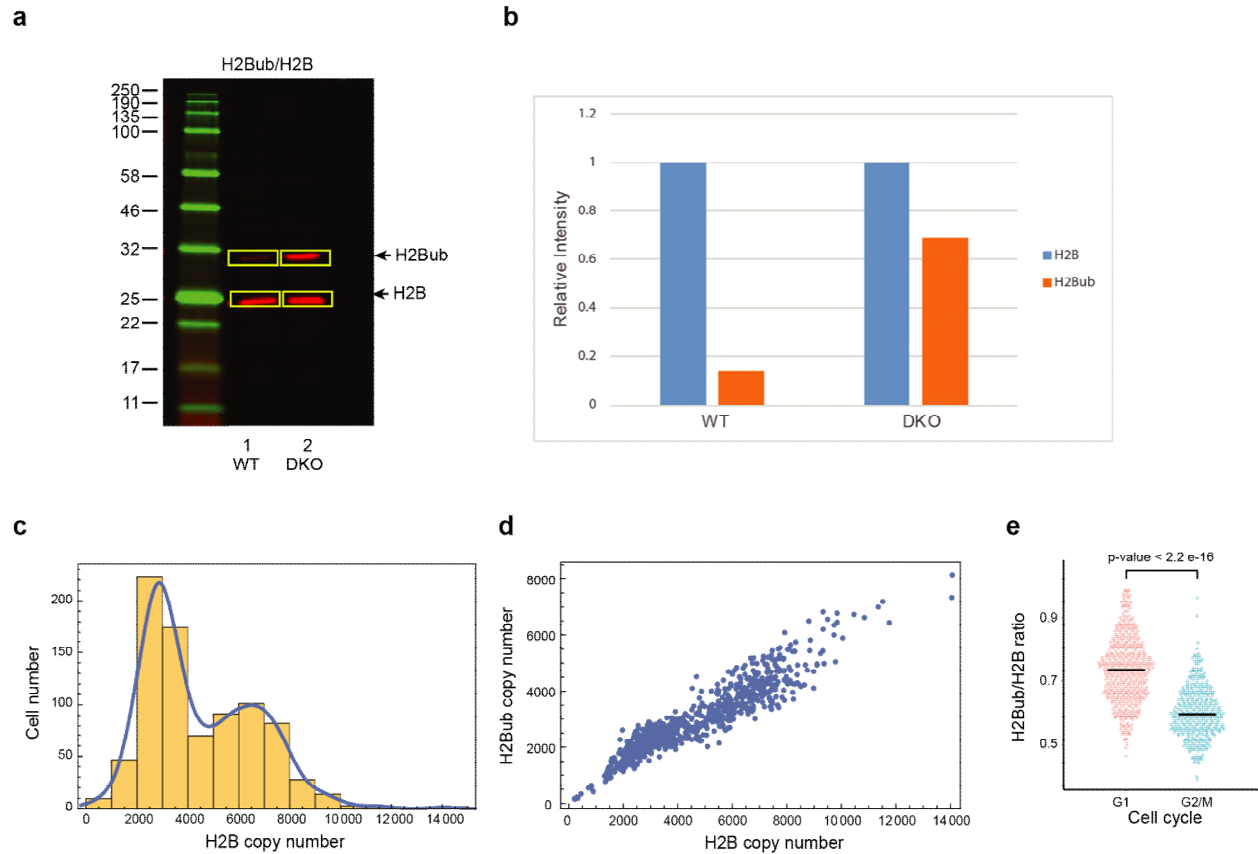 a
H2Bub/H2B
250
190
135
100
58
46
32
25
22
17
11
H2Bub
H2B
1 2
WT DKO
b
1.2
1
0.8
0.6
0.4
0.2
0
Relative Intensity
WT DKO
H2B
H2Bub
c
200
150
100
50
0
Cell number
0 2000 4000 6000 8000 10000 12000 14000
H2B copy number
d
8000
6000
4000
2000
0
H2Bub copy number
0 2000 4000 6000 8000 10000 12000 14000
H2B copy number
e
p-value < 2.2 e-16
0.9
0.7
0.5
H2Bub/H2B ratio
G1 G2/M
Cell cycle